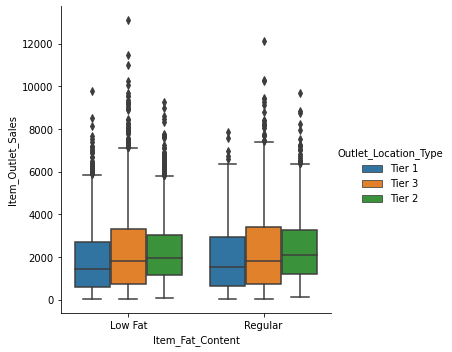 12000
10000
8000
6000
4000
2000
0
Item_Outlet_Sales
Low Fat
Regular
Item_Fat_Content
Outlet_Location_Type
Tier 1
Tier 3
Tier 2